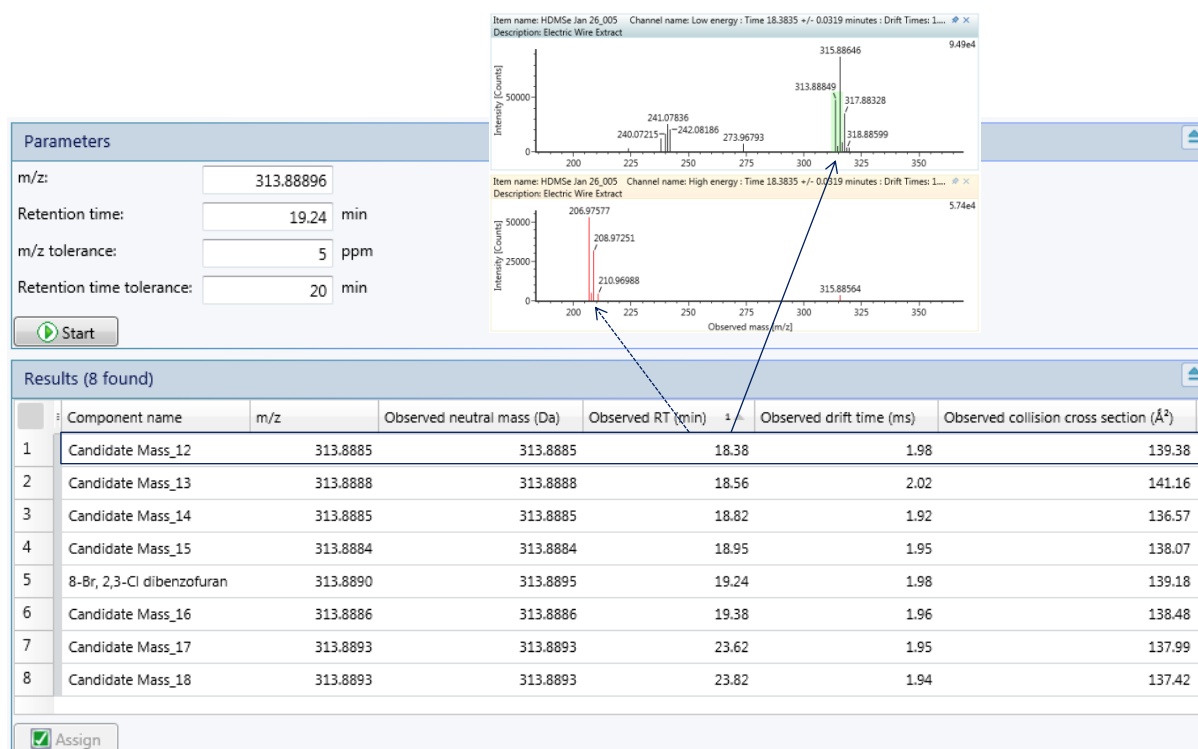 Item name: HDMSe Jan 26_005 Channel name: Low energy : Time 18.3835 +/- 0.0319 minutes : Drift Times: 1....
Description: Electric Wire Extract
9.49e4
315.88646
313.88849
317.88328
318.88599
241.07836
240.07215
242.08186
273.96793
Intensity [Counts]
50000
0
200 225 250 275 300 325 350
Item name: HDMSe Jan 26_005 Channel name: High energy : Time 18.3835 +/- 0.0319 minutes : Drift Times: 1....
Description: Electric Wire Extract
5.74e4
206.97577
208.97251
210.96988
315.88564
Intensity [Counts]
50000
25000
0
200 225 250 275 300 325 350
Observed mass [m/z]
Parameters
m/z: 313.88896
Retention time: 19.24 min
m/z tolerance: 5 ppm
Retention time tolerance: 20 min
Start
Results (8 found)
Component name m/z Observed neutral mass (Da) Observed RT (min) 1 Observed drift time (ms) Observed collision cross section (Å²)
1 Candidate Mass_12 313.8885 313.8885 18.38 1.98 139.38
2 Candidate Mass_13 313.8888 313.8888 18.56 2.02 141.16
3 Candidate Mass_14 313.8885 313.8885 18.82 1.92 136.57
4 Candidate Mass_15 313.8884 313.8884 18.95 1.95 138.07
5 8-Br, 2,3-Cl dibenzofuran 313.8890 313.8895 19.24 1.98 139.18
6 Candidate Mass_16 313.8886 313.8886 19.38 1.96 138.48
7 Candidate Mass_17 313.8893 313.8893 23.62 1.95 137.99
8 Candidate Mass_18 313.8893 313.8893 23.82 1.94 137.42
Assign